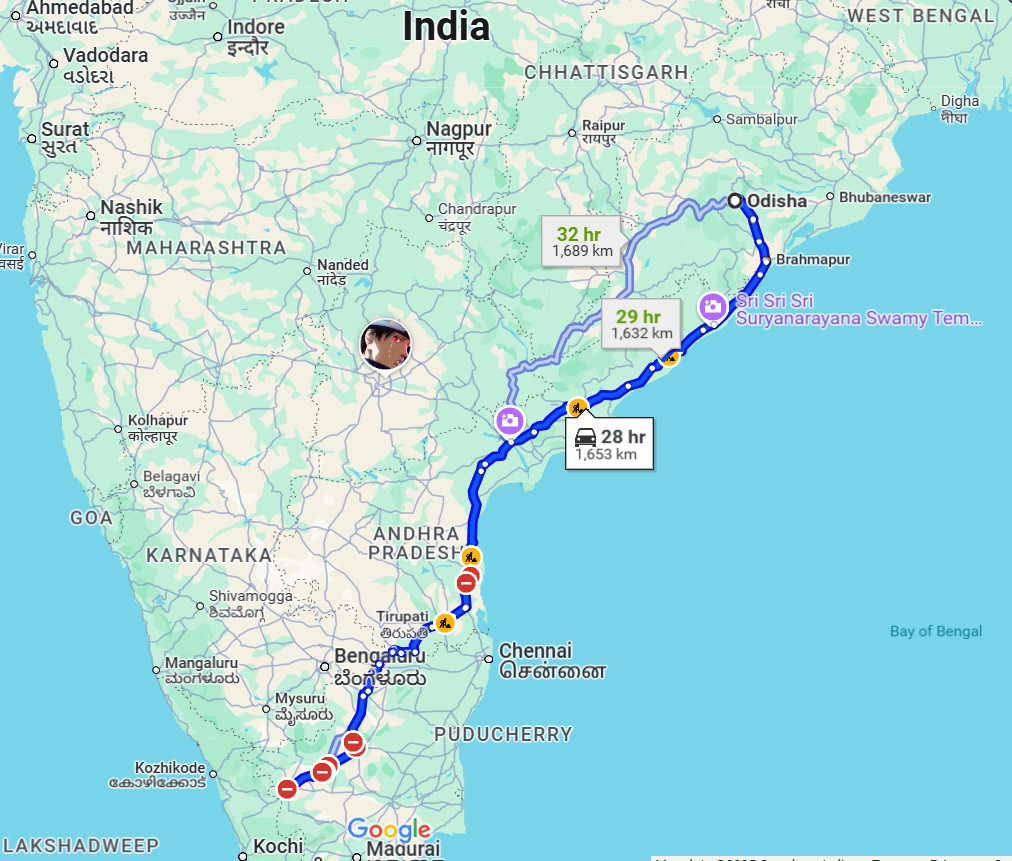 Ahmedabad
અમદાવાદ
उज्जैन
Indore
इन्दौर
India
WEST BENGAL
Vadodara
વડોદરા
CHHATTISGARH
Digha
Surat
સુરત
Nagpur
नागपूर
Raipur
रायपुर
Sambalpur
Nashik
नाशिक
Chandrapur
चंद्रपूर
Odisha
Bhubaneswar
32 hr
1,689 km
MAHARASHTRA
Virar
वसई
Nanded
नांदेड
Brahmapur
Sri Sri Sri
Suryanarayana Swamy Tem...
29 hr
1,632 km
Kolhapur
कोल्हापूर
28 hr
1,653 km
Belagavi
ಬೆಳಗಾವಿ
GOA
ANDHRA
PRADESH
KARNATAKA
Shivamogga
ಶಿವಮೊಗ್ಗ
Tirupati
తిరుపతి
Bay of Bengal
Bengaluru
ಬೆಂಗಳೂರು
Chennai
சென்னை
Mangaluru
ಮಂಗಳೂರು
Mysuru
ಮೈಸೂರು
PUDUCHERRY
Kozhikode
കോഴിക്കോട്
Google
LAKSHADWEEP
Kochi
Madurai